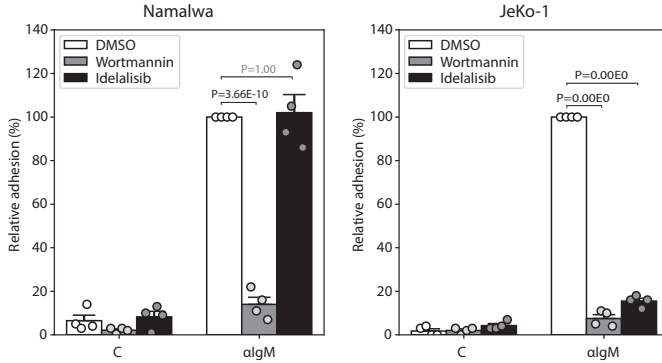 Namalwa
Relative adhesion (%)
140
120
100
80
60
40
20
0
DMSO
Wortmannin
Idelalisib
P=1.00
P=3.66E-10
C
αIgM
JeKo-1
Relative adhesion (%)
140
120
100
80
60
40
20
0
DMSO
Wortmannin
Idelalisib
P=0.00E0
P=0.00E0
C
αIgM